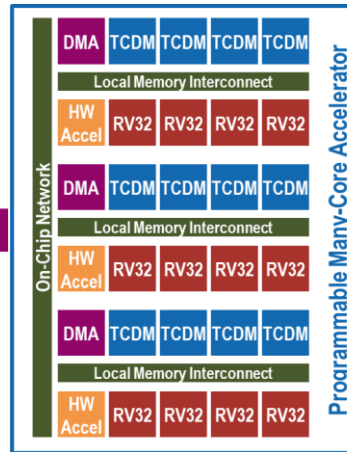 DMA TCDM TCDM TCDM TCDM
Local Memory Interconnect
HW Accel RV32 RV32 RV32 RV32
DMA TCDM TCDM TCDM TCDM
Local Memory Interconnect
HW Accel RV32 RV32 RV32 RV32
DMA TCDM TCDM TCDM TCDM
Local Memory Interconnect
HW Accel RV32 RV32 RV32 RV32
On-Chip Network
Programmable Many-Core Accelerator